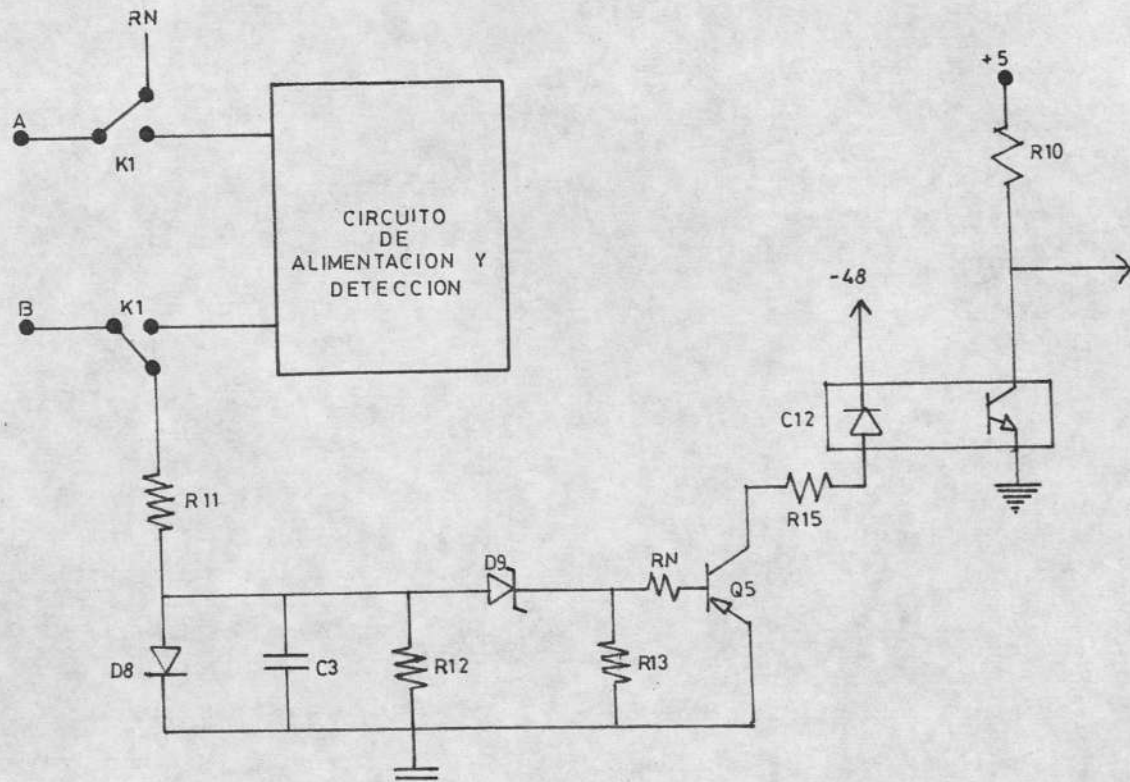 RN
+5
A
R10
K1
CIRCUITO
DE
ALIMENTACION Y
DETECCION
-48
B
K1
C12
R11
R15
D9
RN
Q5
D8
C3
R12
R13